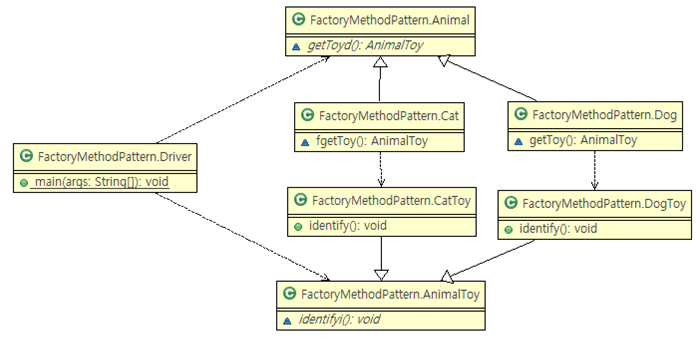 FactoryMethodPattern.Animal
getToyd(): AnimalToy
FactoryMethodPattern.Cat
fgetToy(): AnimalToy
FactoryMethodPattern.Dog
getToy(): AnimalToy
FactoryMethodPattern.Driver
main(args: String[]): void
FactoryMethodPattern.CatToy
identify(): void
FactoryMethodPattern.DogToy
identify(): void
FactoryMethodPattern.AnimalToy
identifyi(): void